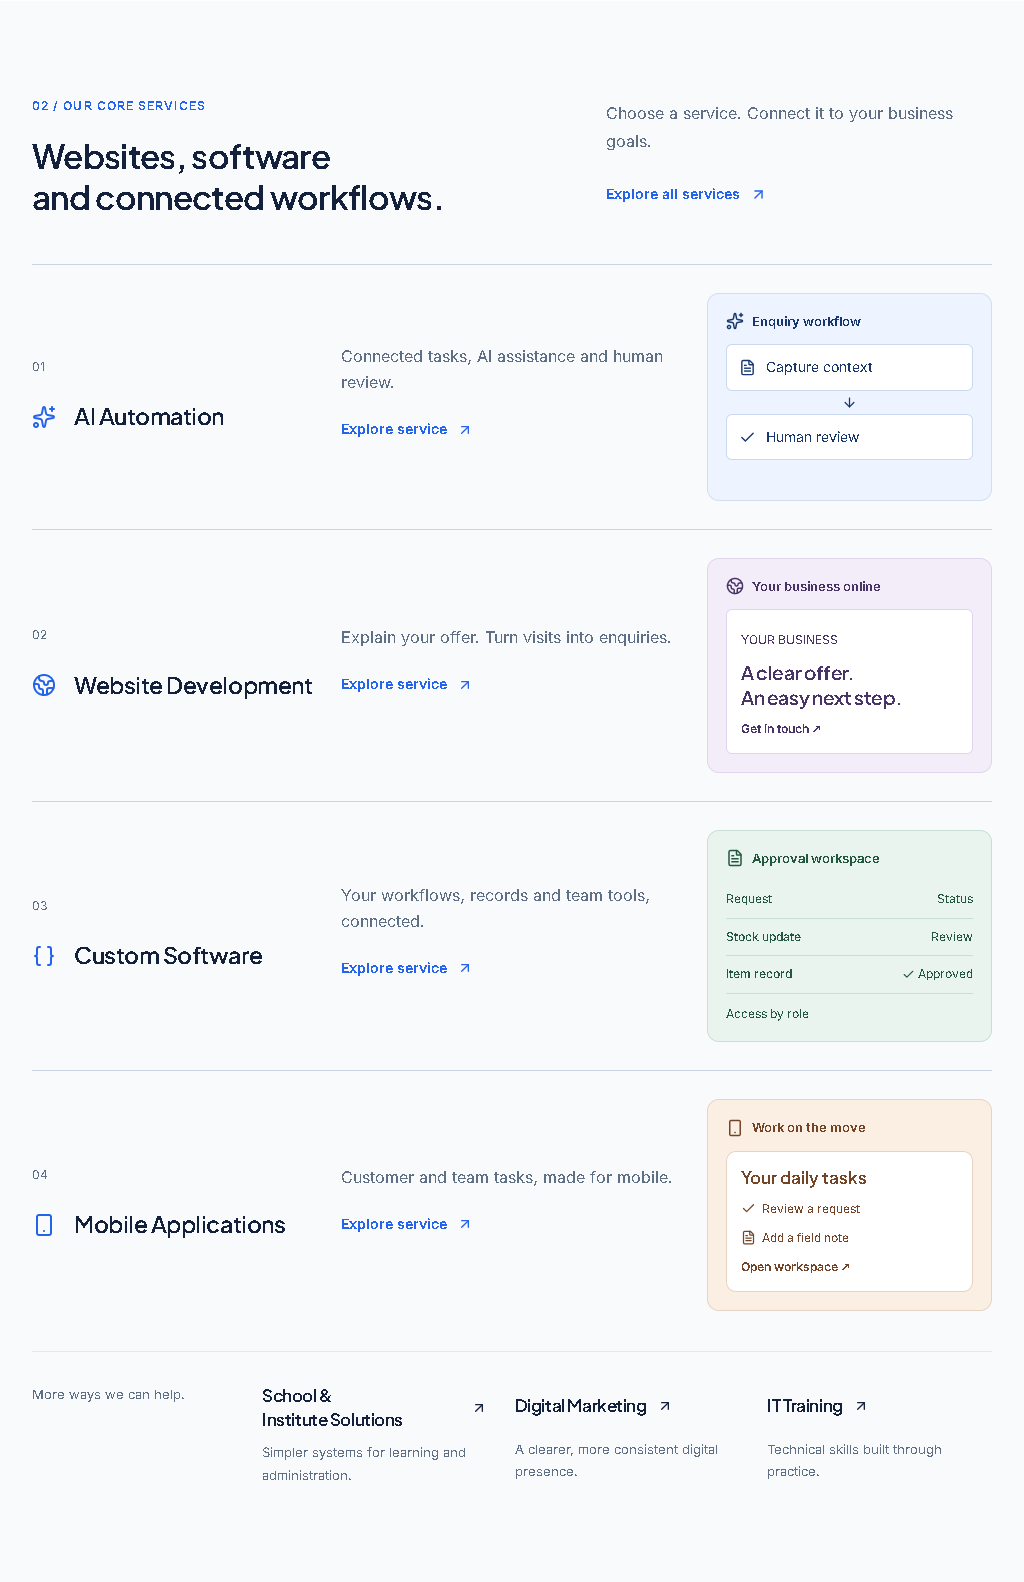 02 / OUR CORE SERVICES
Websites, software
and connected workflows.
Choose a service. Connect it to your business
goals.
Explore all services
01
AI Automation
Connected tasks, AI assistance and human
review.
Explore service
Enquiry workflow
Capture context
Human review
02
Website Development
Explain your offer. Turn visits into enquiries.
Explore service
Your business online
YOUR BUSINESS
A clear offer.
An easy next step.
Get in touch ↗
03
Custom Software
Your workflows, records and team tools,
connected.
Explore service
Approval workspace
Request Status
Stock update Review
Item record Approved
Access by role
04
Mobile Applications
Customer and team tasks, made for mobile.
Explore service
Work on the move
Your daily tasks
Review a request
Add a field note
Open workspace ↗
More ways we can help.
School &
Institute Solutions
Simpler systems for learning and
administration.
Digital Marketing
A clearer, more consistent digital
presence.
IT Training
Technical skills built through
practice.